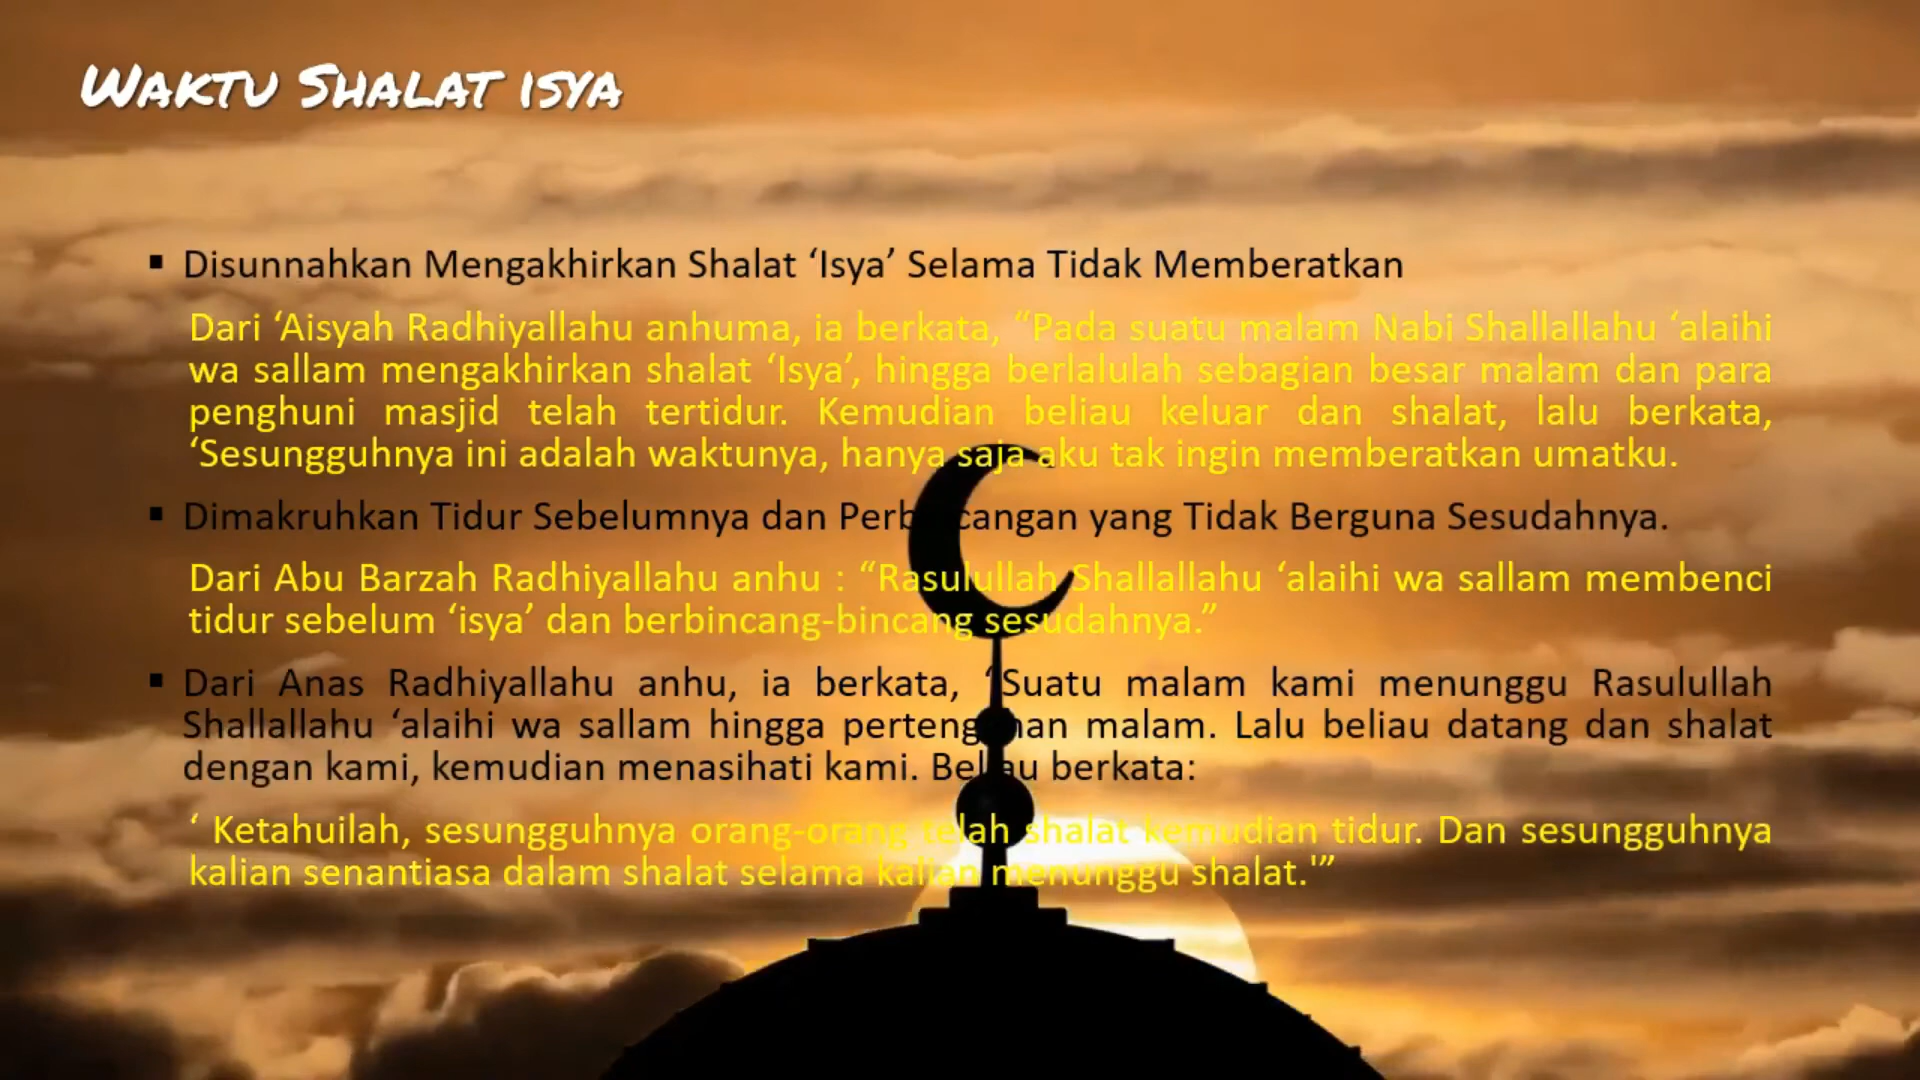 Waktu Shalat isya
▪ Disunnahkan Mengakhirkan Shalat ‘Isya’ Selama Tidak Memberatkan
Dari ‘Aisyah Radhiyallahu anhuma, ia berkata, “Pada suatu malam Nabi Shallallahu ‘alaihi
wa sallam mengakhirkan shalat ‘Isya’, hingga berlalulah sebagian besar malam dan para
penghuni masjid telah tertidur. Kemudian beliau keluar dan shalat, lalu berkata,
‘Sesungguhnya ini adalah waktunya, hanya saja aku tak ingin memberatkan umatku.
▪ Dimakruhkan Tidur Sebelumnya dan Perbincangan yang Tidak Berguna Sesudahnya.
Dari Abu Barzah Radhiyallahu anhu : “Rasulullah Shallallahu ‘alaihi wa sallam membenci
tidur sebelum ‘isya’ dan berbincang-bincang sesudahnya.”
▪ Dari Anas Radhiyallahu anhu, ia berkata, “Suatu malam kami menunggu Rasulullah
Shallallahu ‘alaihi wa sallam hingga pertengahan malam. Lalu beliau datang dan shalat
dengan kami, kemudian menasihati kami. Beliau berkata:
‘ Ketahuilah, sesungguhnya orang-orang telah shalat kemudian tidur. Dan sesungguhnya
kalian senantiasa dalam shalat selama kalian menunggu shalat.'”